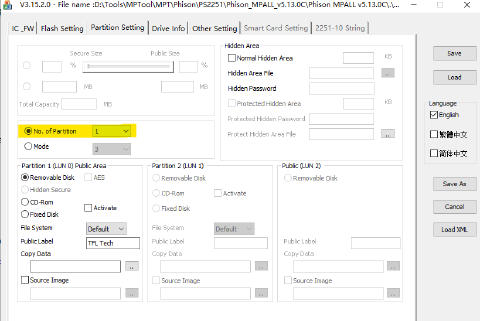 V3.15.2.0 - File name :D:\Tools\MPTool\MPT\Phison\PS2251\Phison_MPALL_v5.13.0C\Phison MPALL v5.13.0C\.\,
IC ,FW Flash Setting Partition Setting Drive Info Other Setting Smart Card Setting 2251-10 String
Secure Size Public Size
% %
MB MB
Total Capacity MB
No. of Partition 1
Mode 3
Hidden Area
Normal Hidden Area KB
Hidden Area File ..
Hidden Password
Protected Hidden Area KB
Protected Hidden Password
Protect Hidden Area File ..
Partition 1 (LUN 0) Public Area
Removable Disk AES
Hidden Secure
CD-Rom
Fixed Disk Activate
File System Default
Public Label TPL Tech
Copy Data
..
Source Image
..
Partition 2 (LUN 1)
Removable Disk
CD-Rom Activate
Fixed Disk
File System Default
Public Label
Copy Data
..
Source Image
..
Public (LUN 2)
Removable Disk
Public Label
Copy Data
..
Source Image
..
Save
Load
Language
English
繁體中文
简体中文
Save As
Cancel
Load XML